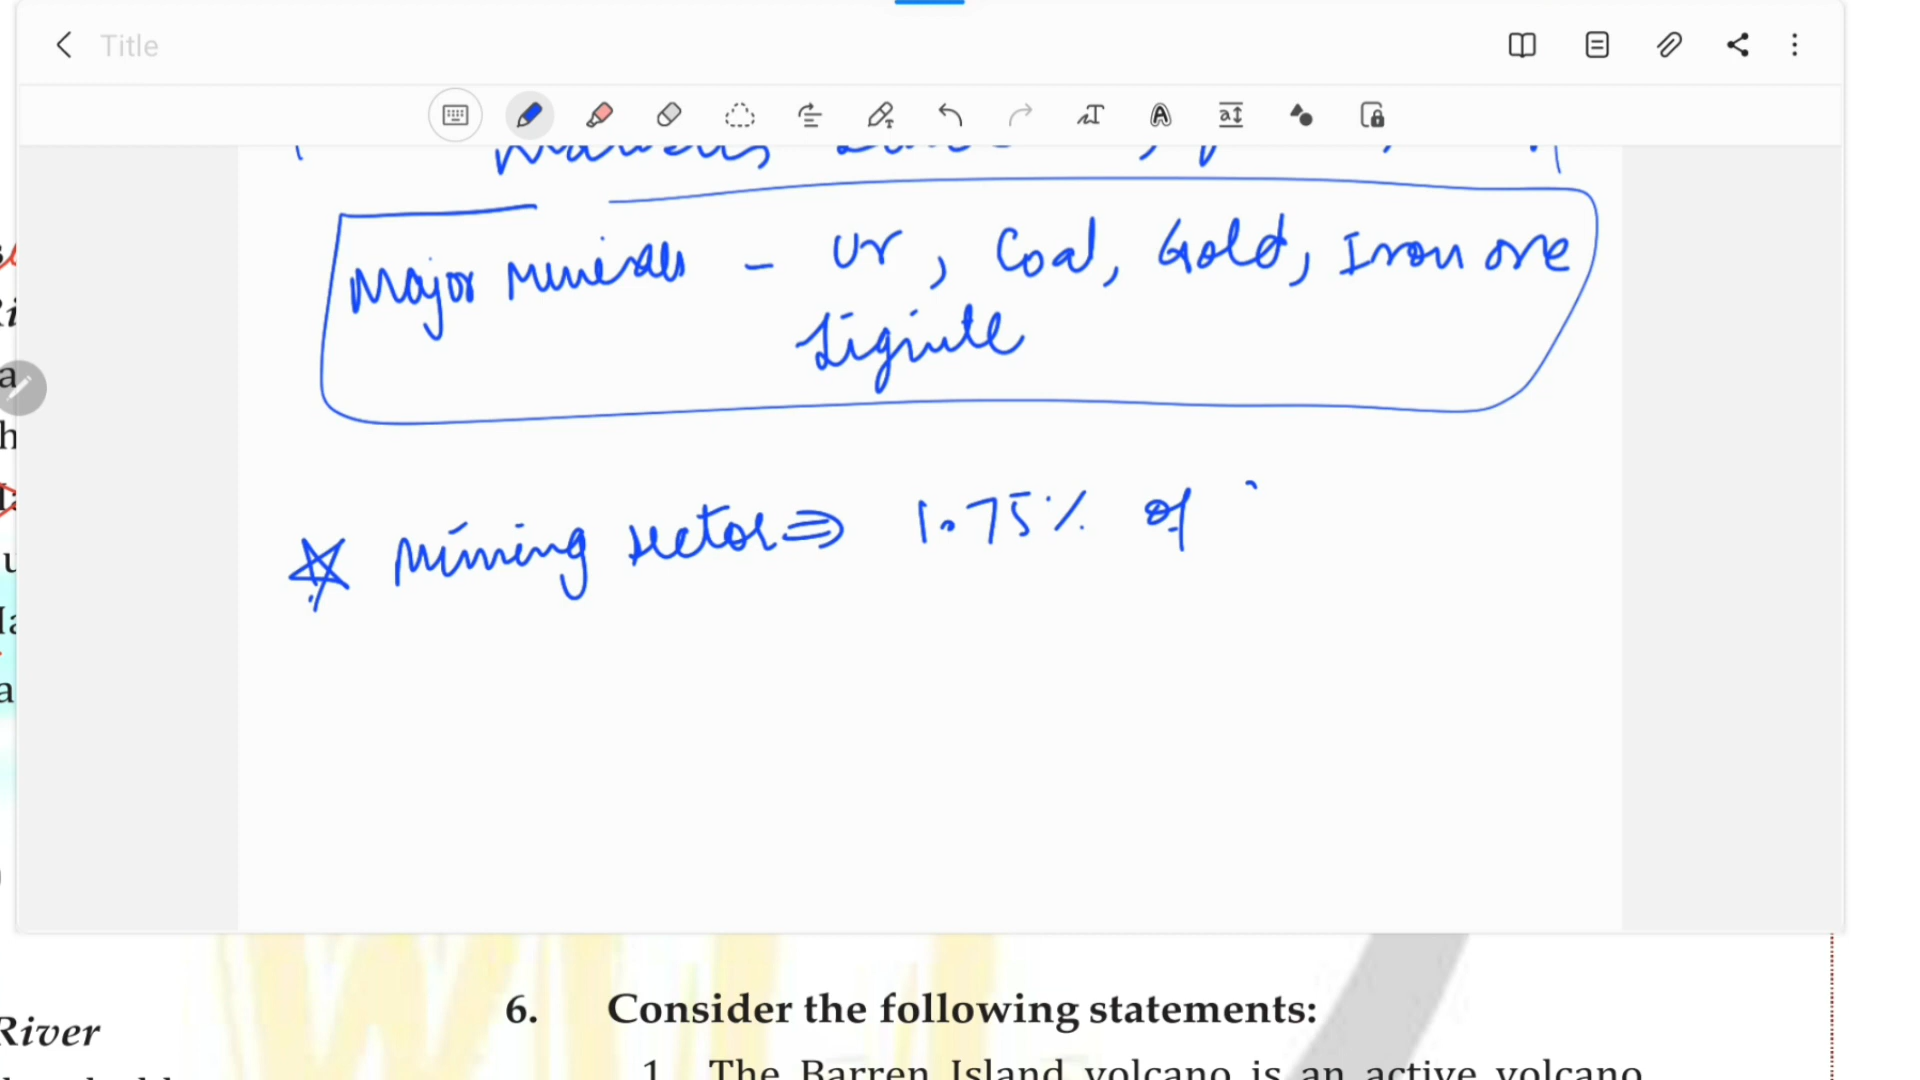 Title
Major Minerals - Ur, Coal, Gold, Iron ore
Lignite
Mining sector ⇒ 1.75% of
6. Consider the following statements:
River
1. The Barren Island volcano is an active volcano